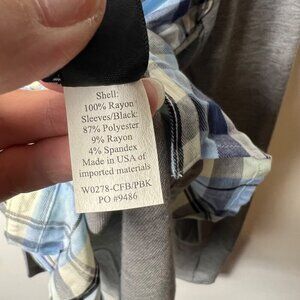 Shell:
100% Rayon
Sleeves/Black:
87% Polyester
9% Rayon
4% Spandex
Made in USA of
imported materials
W0278-CFB/PBK
PO #9486